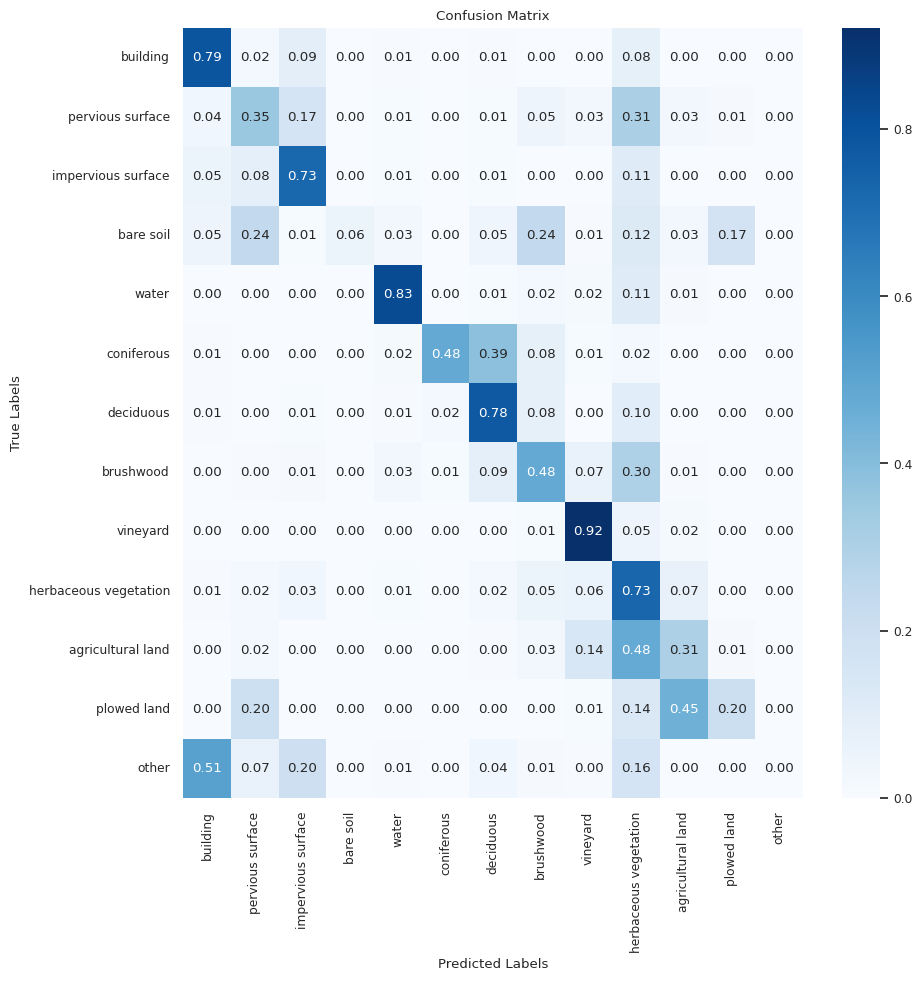 Confusion Matrix
building 0.79 0.02 0.09 0.00 0.01 0.00 0.01 0.00 0.00 0.08 0.00 0.00 0.00
pervious surface 0.04 0.35 0.17 0.00 0.01 0.00 0.01 0.05 0.03 0.31 0.03 0.01 0.00
impervious surface 0.05 0.08 0.73 0.00 0.01 0.00 0.01 0.00 0.00 0.11 0.00 0.00 0.00
bare soil 0.05 0.24 0.01 0.06 0.03 0.00 0.05 0.24 0.01 0.12 0.03 0.17 0.00
water 0.00 0.00 0.00 0.00 0.83 0.00 0.01 0.02 0.02 0.11 0.01 0.00 0.00
coniferous 0.01 0.00 0.00 0.00 0.02 0.48 0.39 0.08 0.01 0.02 0.00 0.00 0.00
deciduous 0.01 0.00 0.01 0.00 0.01 0.02 0.78 0.08 0.00 0.10 0.00 0.00 0.00
brushwood 0.00 0.00 0.01 0.00 0.03 0.01 0.09 0.48 0.07 0.30 0.01 0.00 0.00
vineyard 0.00 0.00 0.00 0.00 0.00 0.00 0.00 0.01 0.92 0.05 0.02 0.00 0.00
herbaceous vegetation 0.01 0.02 0.03 0.00 0.01 0.00 0.02 0.05 0.06 0.73 0.07 0.00 0.00
agricultural land 0.00 0.02 0.00 0.00 0.00 0.00 0.00 0.03 0.14 0.48 0.31 0.01 0.00
plowed land 0.00 0.20 0.00 0.00 0.00 0.00 0.00 0.00 0.01 0.14 0.45 0.20 0.00
other 0.51 0.07 0.20 0.00 0.01 0.00 0.04 0.01 0.00 0.16 0.00 0.00 0.00
True Labels
building
pervious surface
impervious surface
bare soil
water
coniferous
deciduous
brushwood
vineyard
herbaceous vegetation
agricultural land
plowed land
other
Predicted Labels
0.8
0.6
0.4
0.2
0.0